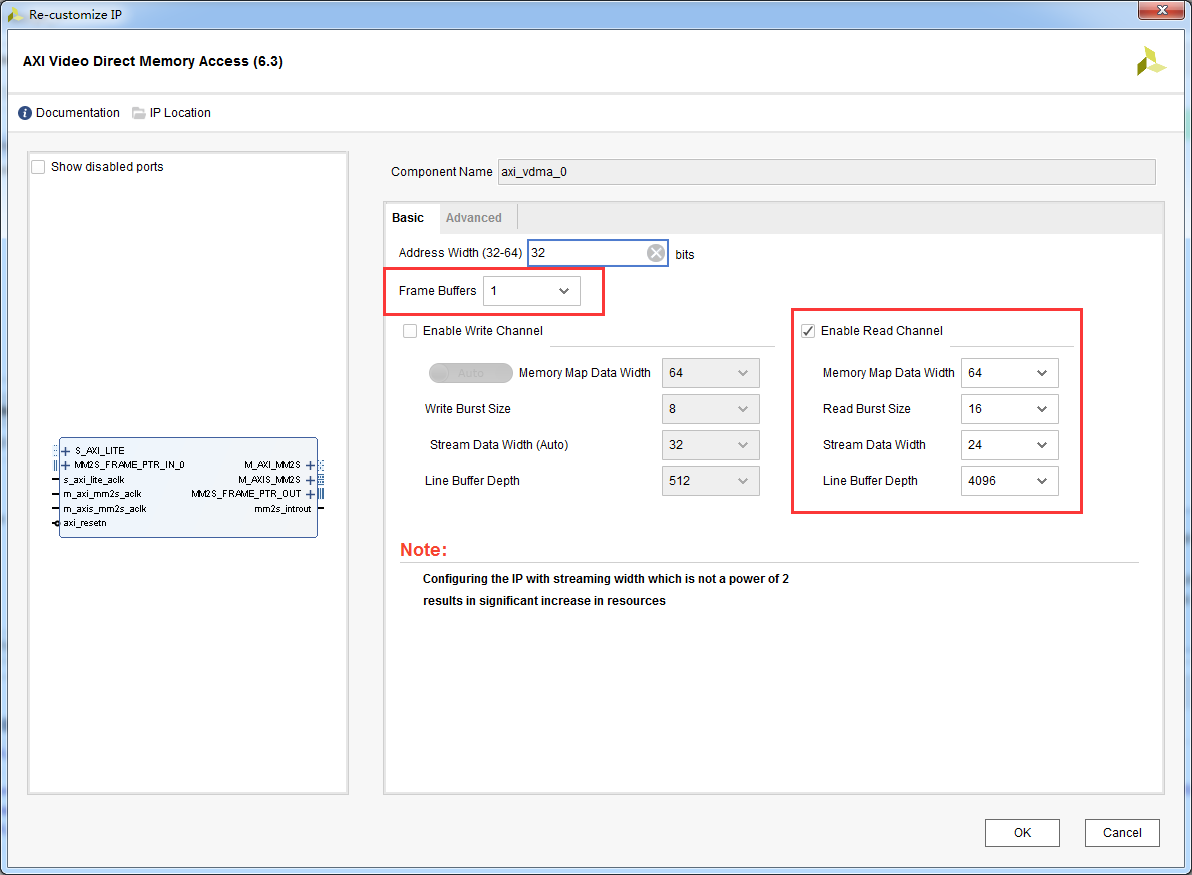 Re-customize IP
AXI Video Direct Memory Access (6.3)
Documentation IP Location
Show disabled ports
S_AXI_LITE
MM2S_FRAME_PTR_IN_0
s_axi_lite_aclk
m_axi_mm2s_aclk
m_axis_mm2s_aclk
axi_resetn
M_AXI_MM2S
M_AXIS_MM2S
MM2S_FRAME_PTR_OUT
mm2s_introut
Component Name axi_vdma_0
Basic Advanced
Address Width (32-64) 32 bits
Frame Buffers 1
Enable Write Channel
Auto Memory Map Data Width 64
Write Burst Size 8
Stream Data Width (Auto) 32
Line Buffer Depth 512
Enable Read Channel
Memory Map Data Width 64
Read Burst Size 16
Stream Data Width 24
Line Buffer Depth 4096
Note:
Configuring the IP with streaming width which is not a power of 2
results in significant increase in resources
OK Cancel